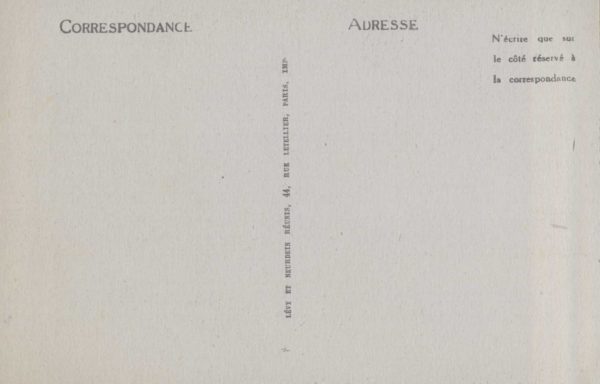 CORRESPONDANCE
ADRESSE
N'écrire que sur
le côté réservé à
la correspondance
LÉVY ET NEURDEIN RÉUNIS, 44, RUE LETELLIER, PARIS, IMP